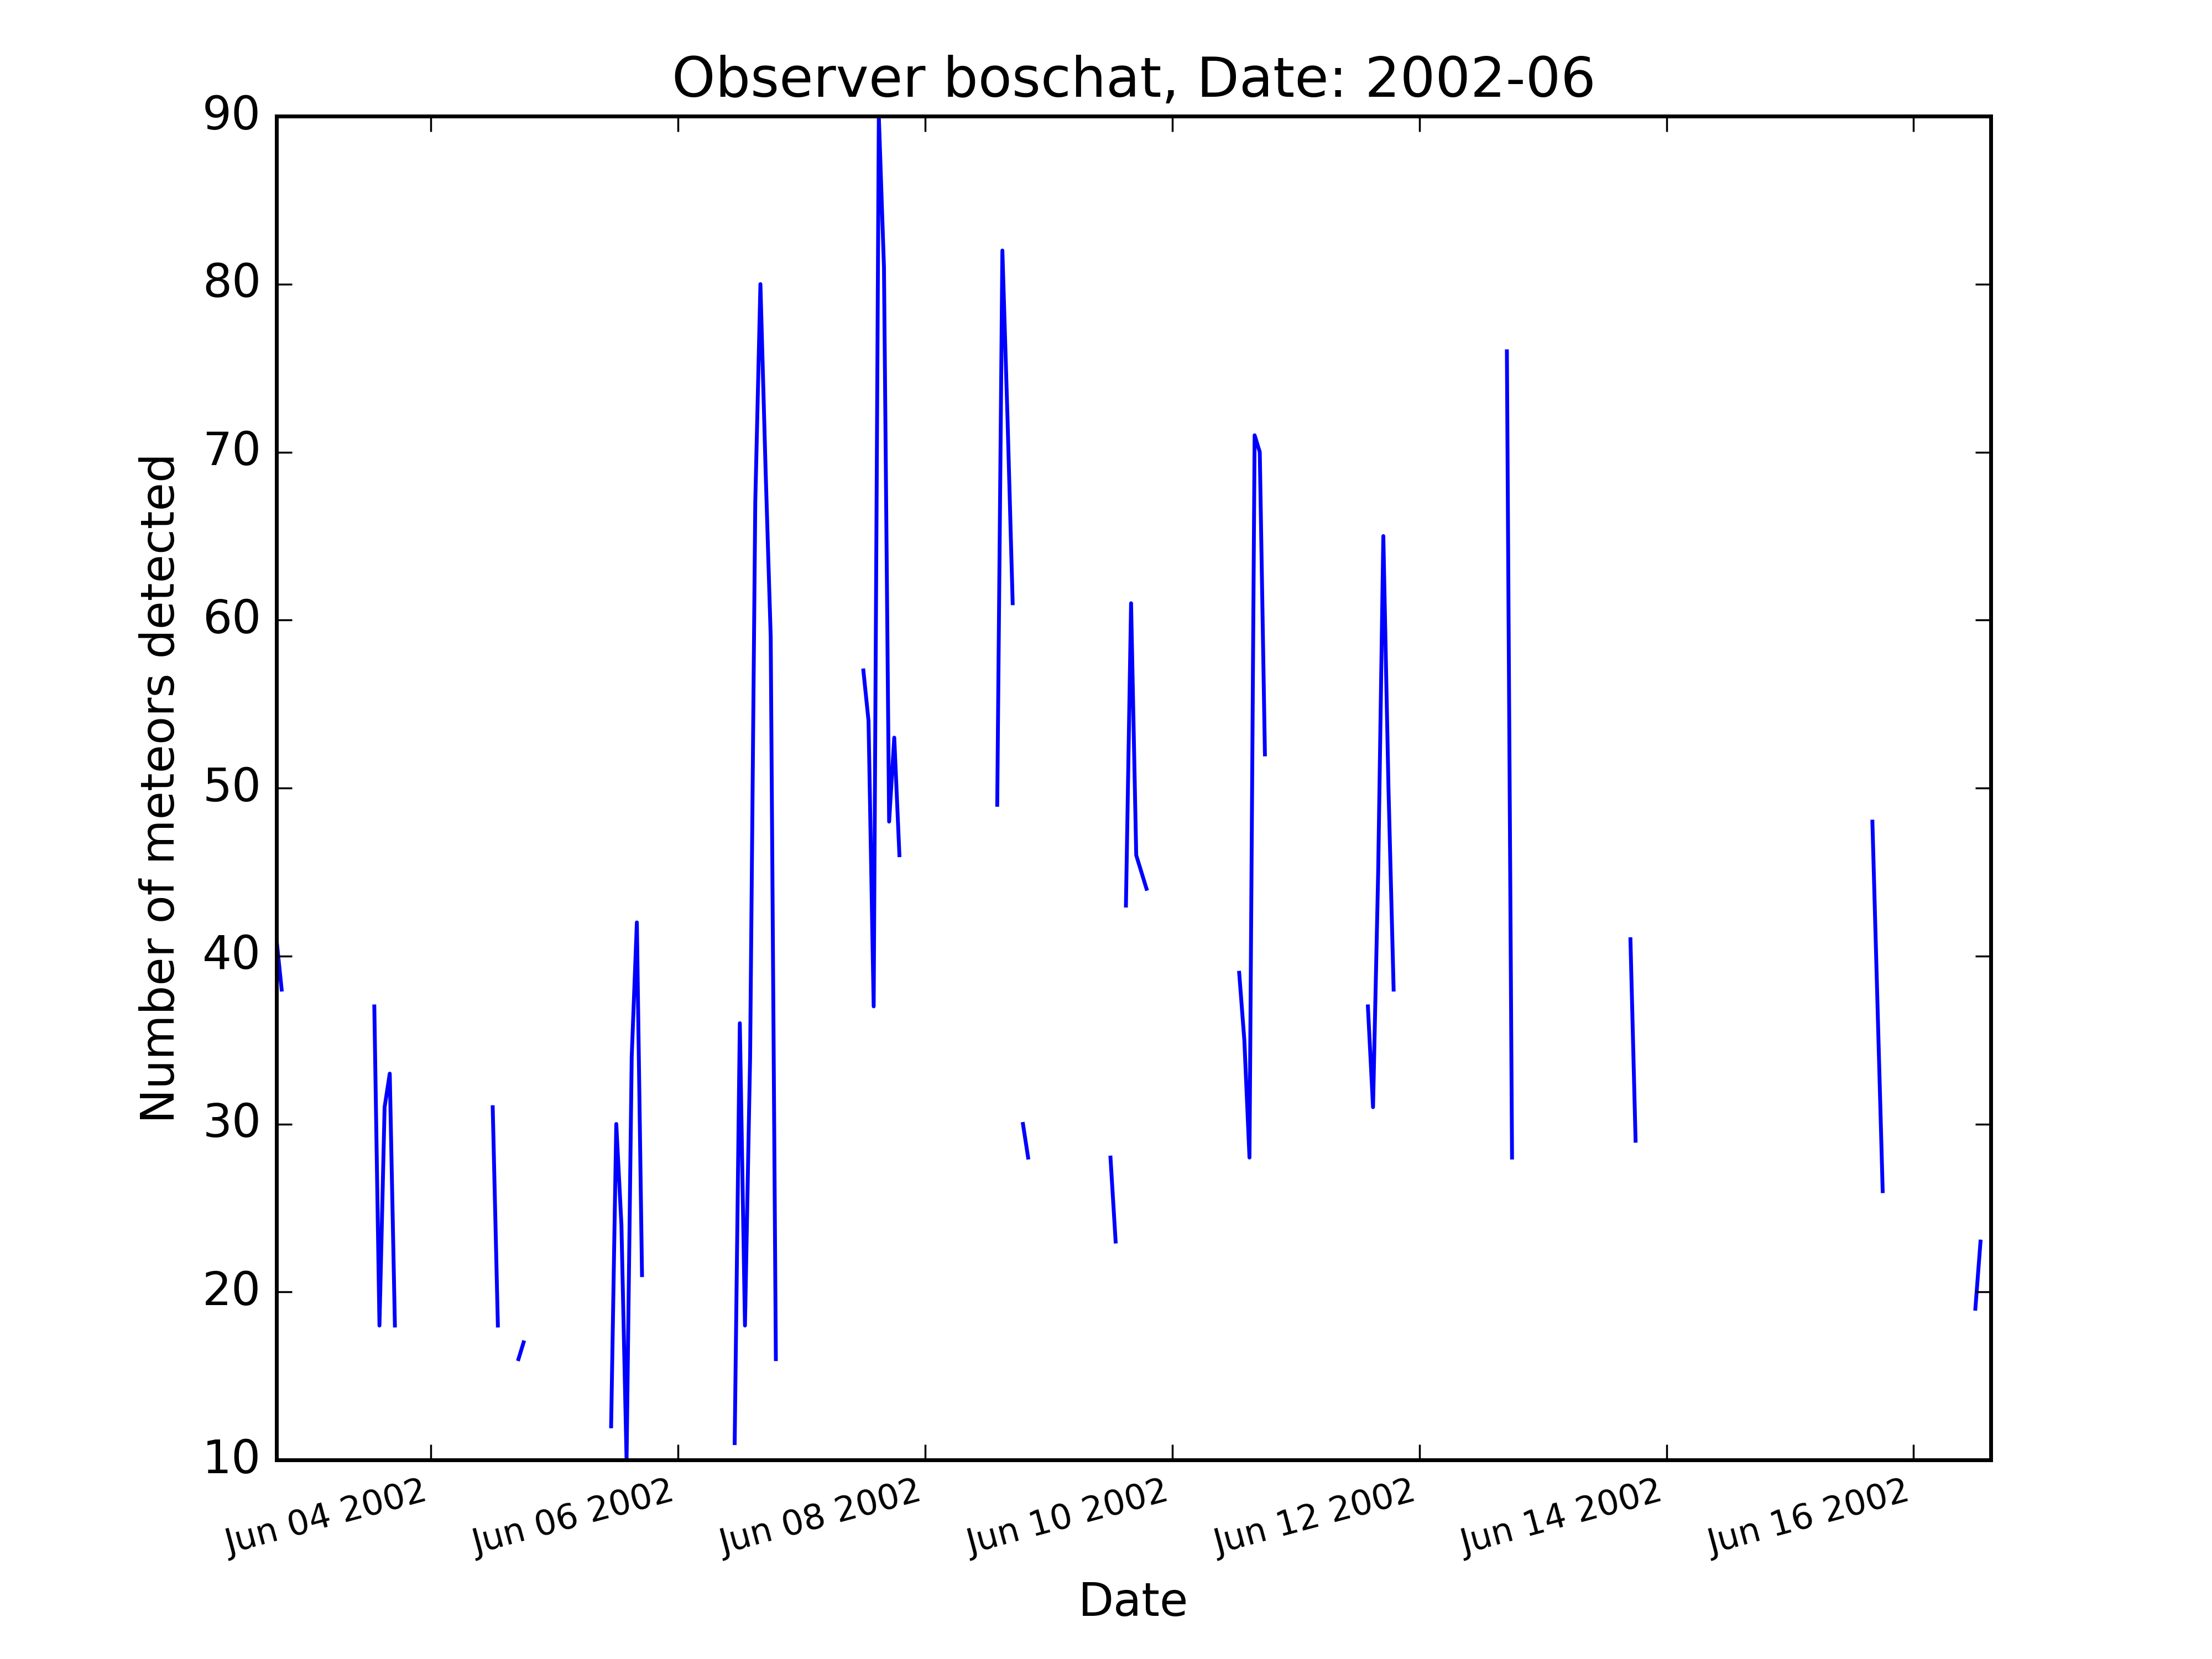 Observer boschat, Date: 2002-06
90
80
70
60
50
40
30
20
10
Number of meteors detected
Jun 04 2002
Jun 06 2002
Jun 08 2002
Jun 10 2002
Jun 12 2002
Jun 14 2002
Jun 16 2002
Date